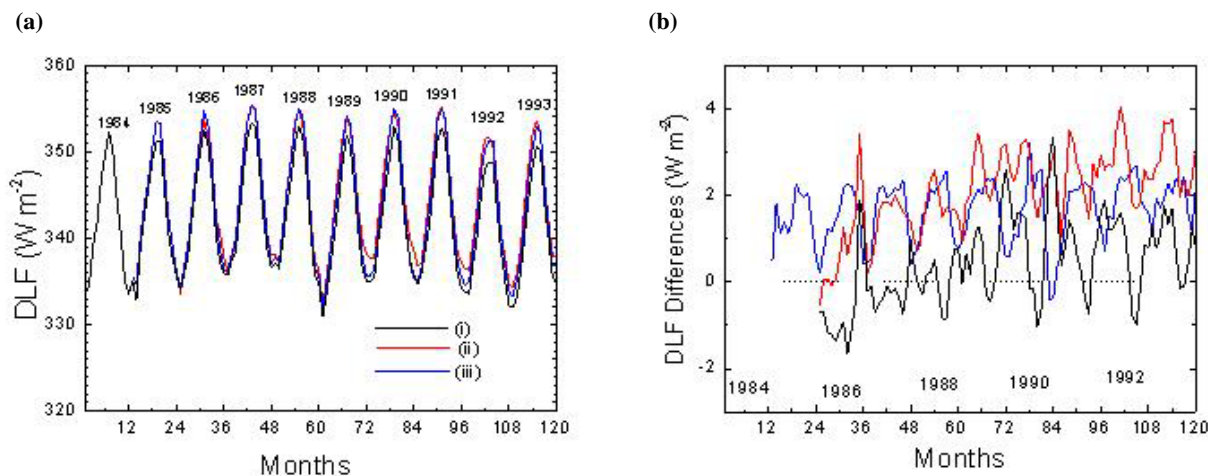 (a)
360
350
340
330
320
DLF (W m-2)
1984
1985
1986
1987
1988
1989
1990
1991
1992
1993
(i)
(ii)
(iii)
12 24 36 48 60 72 84 96 108 120
Months
(b)
4
2
0
-2
DLF Differences (W m-2)
1984
1986
1988
1990
1992
12 24 36 48 60 72 84 96 108 120
Months